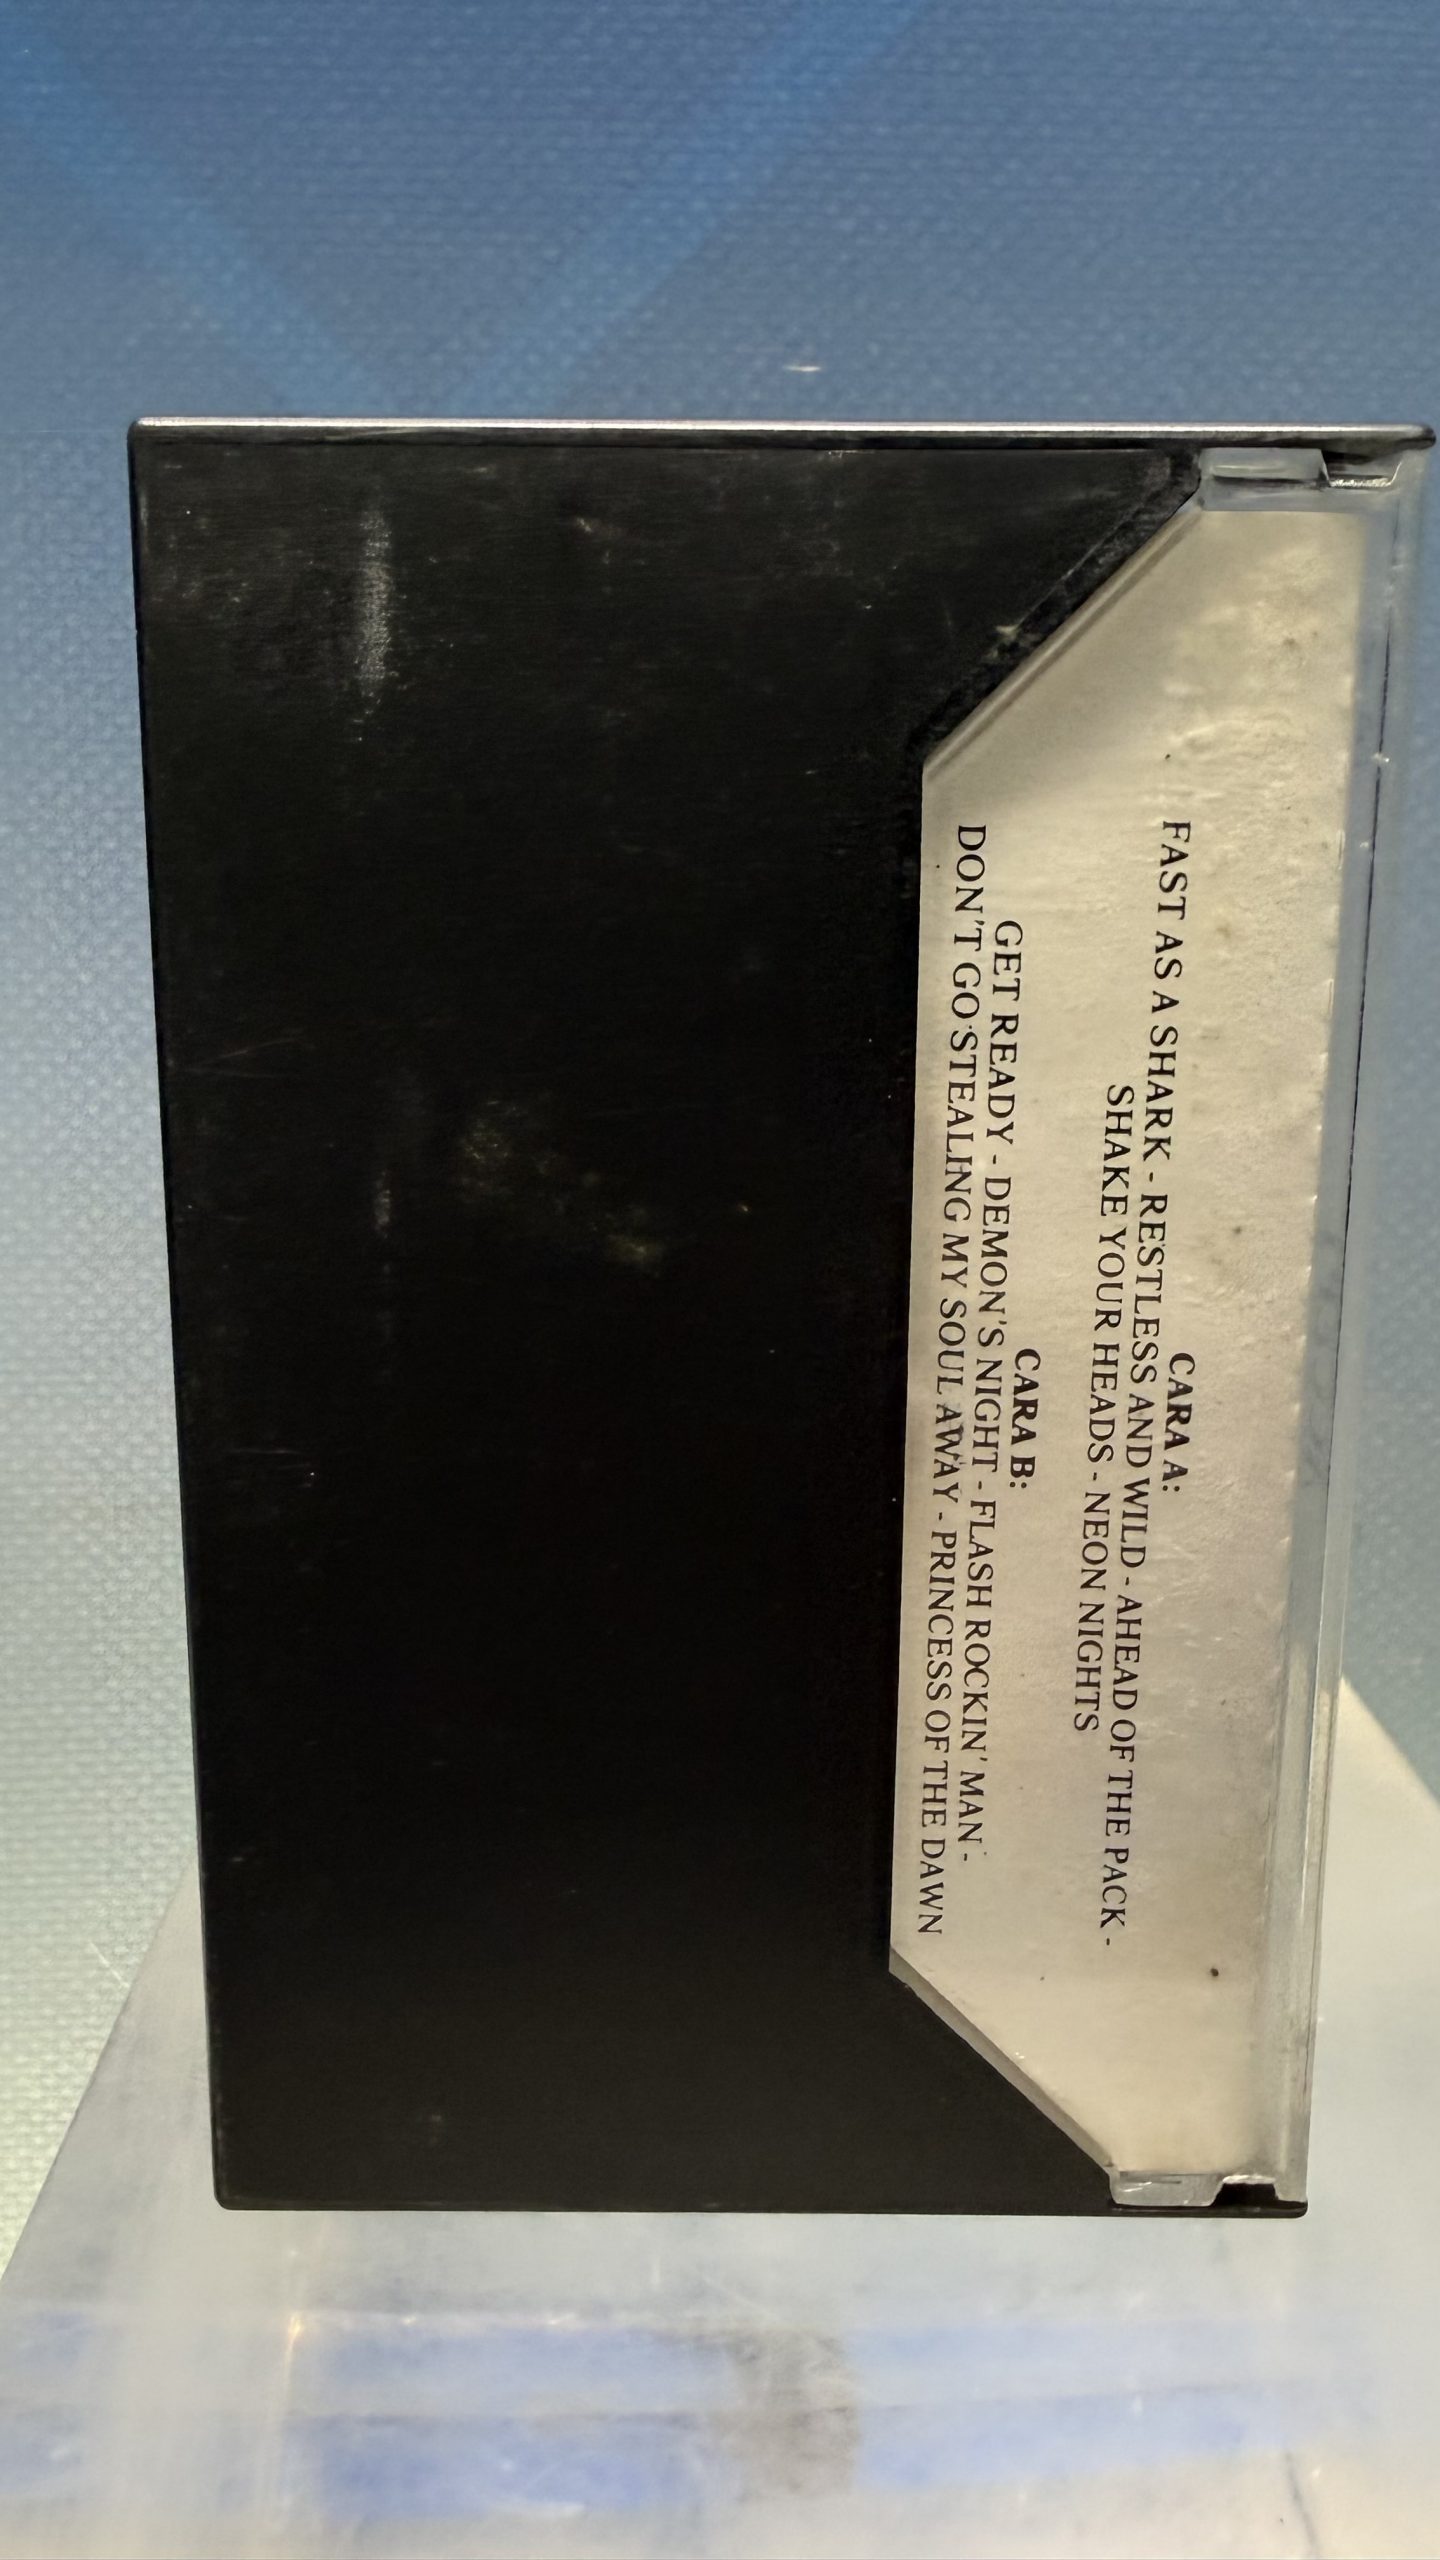 CARA A:
FAST AS A SHARK - RESTLESS AND WILD - AHEAD OF THE PACK -
SHAKE YOUR HEADS - NEON NIGHTS
CARA B:
GET READY - DEMON'S NIGHT - FLASH ROCKIN' MAN -
DON'T GO STEALING MY SOUL AWAY - PRINCESS OF THE DAWN